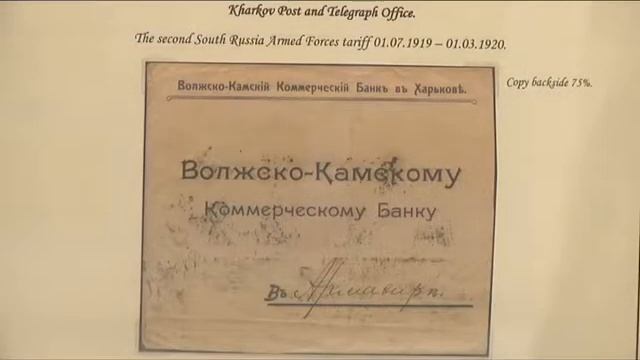 Kharkov Post and Telegraph Office.
The second South Russia Armed Forces tariff 01.07.1919 – 01.03.1920.
Copy backside 75%.
Волжско-Камскій Коммерческій Банкъ въ Харьковѣ.
Волжско-Камскому
Коммерческому Банку
Въ Армавирѣ.